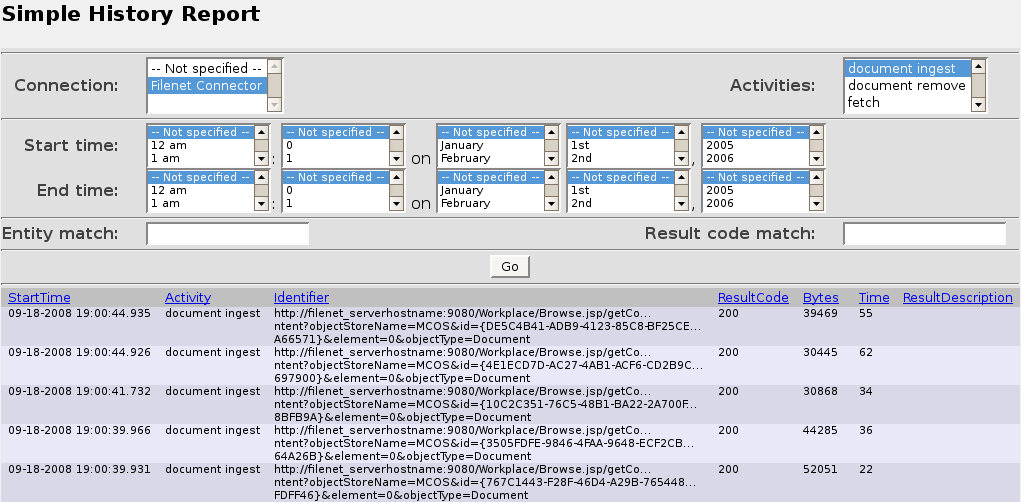 Simple History Report
Connection: -- Not specified -- Activities: document ingest
Filenet Connector document remove
fetch
Start time: -- Not specified -- -- Not specified -- -- Not specified -- -- Not specified -- -- Not specified --
12 am 0 January 1st 2005
1 am : 1 on February 2nd , 2006
End time: -- Not specified -- -- Not specified -- -- Not specified -- -- Not specified -- -- Not specified --
12 am 0 January 1st 2005
1 am : 1 on February 2nd , 2006
Entity match: Result code match:
Go
StartTime Activity Identifier ResultCode Bytes Time ResultDescription
09-18-2008 19:00:44.935 document ingest http://filenet_serverhostname:9080/Workplace/Browse.jsp/getCo... 200 39469 55
ntent?objectStoreName=MCOS&id={DE5C4B41-ADB9-4123-85C8-BF25CE...
A66571}&element=0&objectType=Document
09-18-2008 19:00:44.926 document ingest http://filenet_serverhostname:9080/Workplace/Browse.jsp/getCo... 200 30445 62
ntent?objectStoreName=MCOS&id={4E1ECD7D-AC27-4AB1-ACF6-CD2B9C...
697900}&element=0&objectType=Document
09-18-2008 19:00:41.732 document ingest http://filenet_serverhostname:9080/Workplace/Browse.jsp/getCo... 200 30868 34
ntent?objectStoreName=MCOS&id={10C2C351-76C5-48B1-BA22-2A700F...
8BFB9A}&element=0&objectType=Document
09-18-2008 19:00:39.966 document ingest http://filenet_serverhostname:9080/Workplace/Browse.jsp/getCo... 200 44285 36
ntent?objectStoreName=MCOS&id={3505FDFE-9846-4FAA-9648-ECF2CB...
64A26B}&element=0&objectType=Document
09-18-2008 19:00:39.931 document ingest http://filenet_serverhostname:9080/Workplace/Browse.jsp/getCo... 200 52051 22
ntent?objectStoreName=MCOS&id={767C1443-F28F-46D4-A29B-765448...
FDFF46}&element=0&objectType=Document